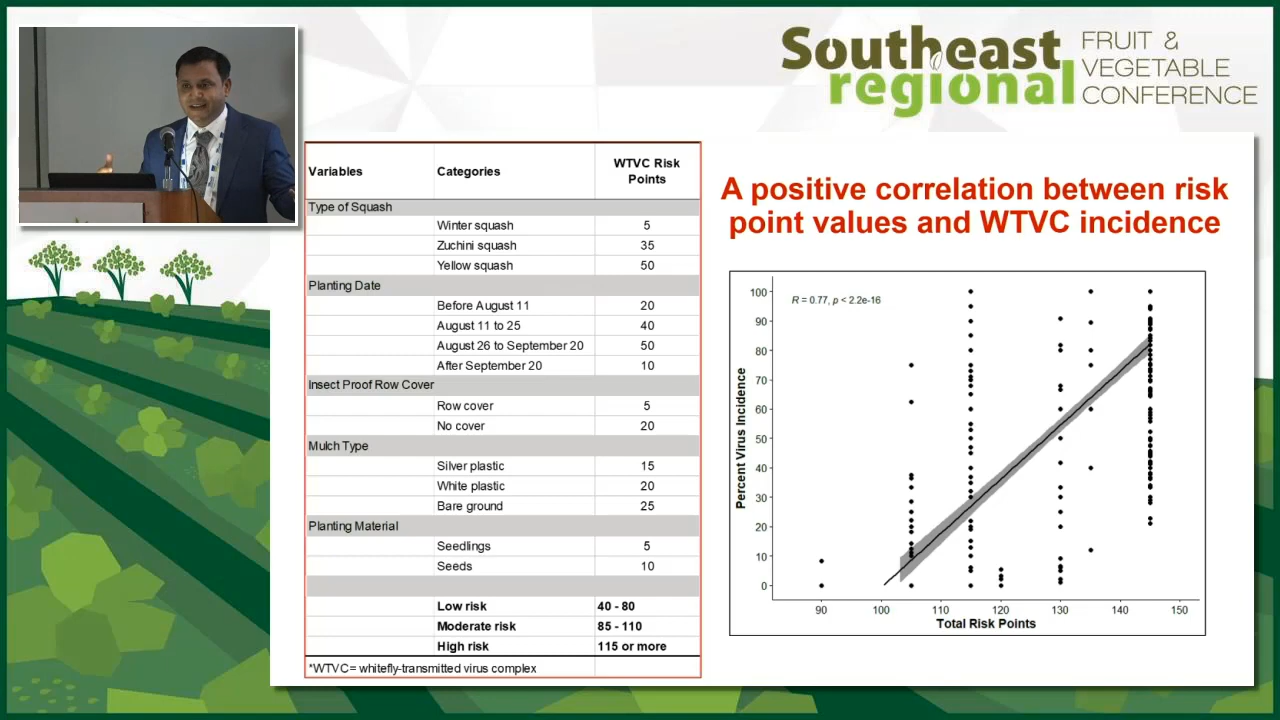 Southeast
regional
FRUIT &
VEGETABLE
CONFERENCE
Variables Categories WTVC Risk
Points
Type of Squash
Winter squash 5
Zuchini squash 35
Yellow squash 50
Planting Date
Before August 11 20
August 11 to 25 40
August 26 to September 20 50
After September 20 10
Insect Proof Row Cover
Row cover 5
No cover 20
Mulch Type
Silver plastic 15
White plastic 20
Bare ground 25
Planting Material
Seedlings 5
Seeds 10
Low risk 40 - 80
Moderate risk 85 - 110
High risk 115 or more
*WTVC= whitefly-transmitted virus complex
A positive correlation between risk
point values and WTVC incidence
R = 0.77, p < 2.2e-16
Percent Virus Incidence
100
90
80
70
60
50
40
30
20
10
0
90 100 110 120 130 140 150
Total Risk Points